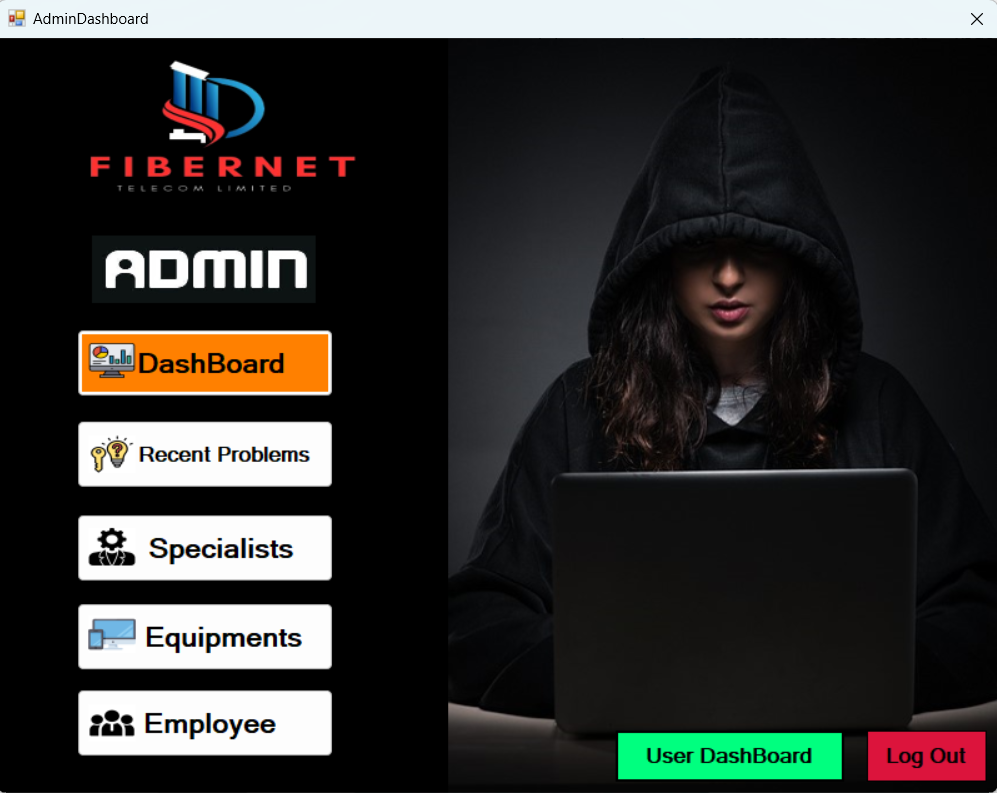 AdminDashboard
FIBERNET
TELECOM LIMITED
ADMIN
DashBoard
Recent Problems
Specialists
Equipments
Employee
User DashBoard
Log Out